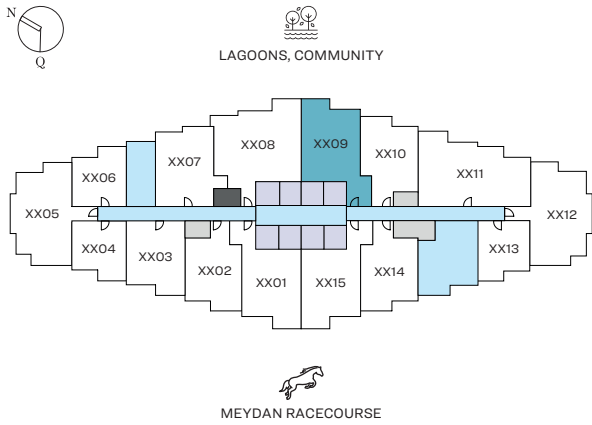 N
Q
LAGOONS, COMMUNITY
XX08
XX09
XX07
XX10
XX06
XX11
XX05
XX12
XX04
XX03
XX02
XX01
XX15
XX14
XX13
MEYDAN RACECOURSE